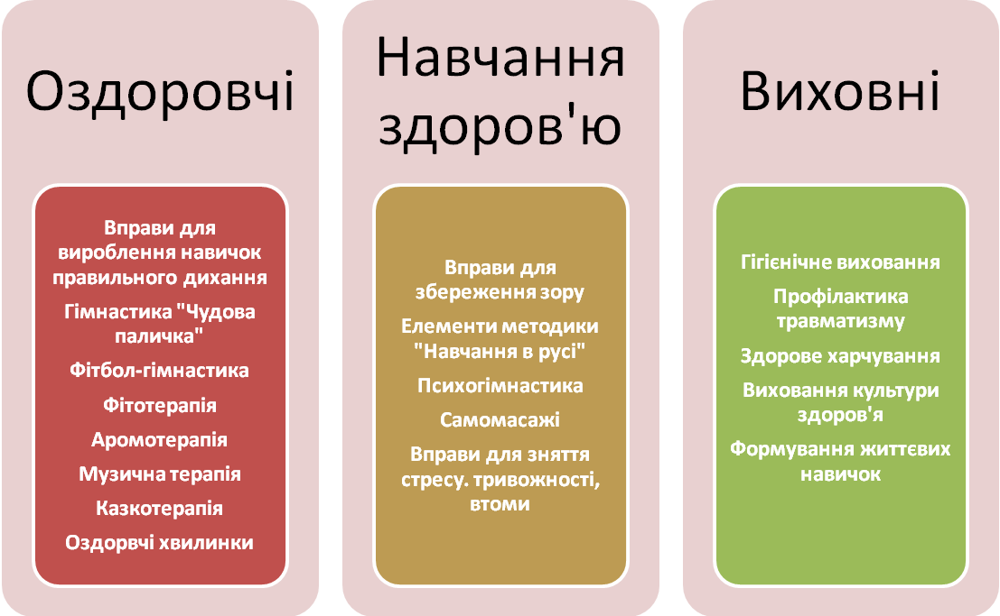 Оздоровчі
Вправи для
вироблення навичок
правильного дихання
Гімнастика "Чудова
паличка"
Фітбол-гімнастика
Фітотерапія
Аромотерапія
Музична терапія
Казкотерапія
Оздорвчі хвилинки
Навчання
здоров'ю
Вправи для
збереження зору
Елементи методики
"Навчання в русі"
Психогімнастика
Самомасажі
Вправи для зняття
стресу. тривожності,
втоми
Виховні
Гігієнічне виховання
Профілактика
травматизму
Здорове харчування
Виховання культури
здоров'я
Формування життєвих
навичок